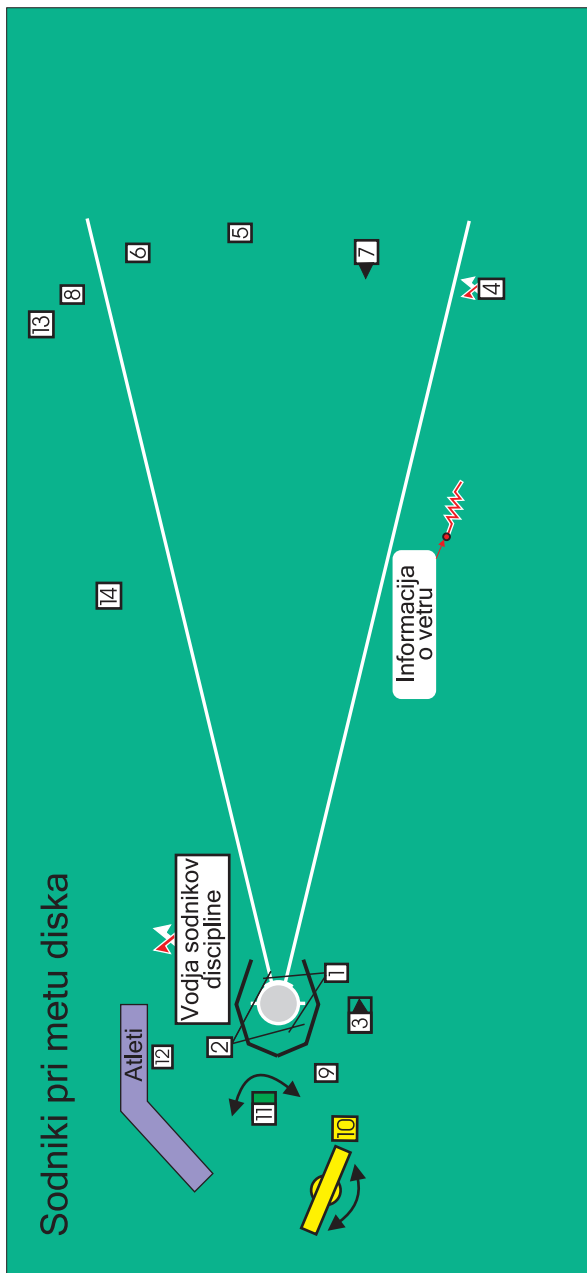 Sodniki pri metu diska
Atleti
12
Vodja sodnikov
discipline
2
11
10
9
3
1
14
Informacija
o vetru
13
8
6
5
7
4